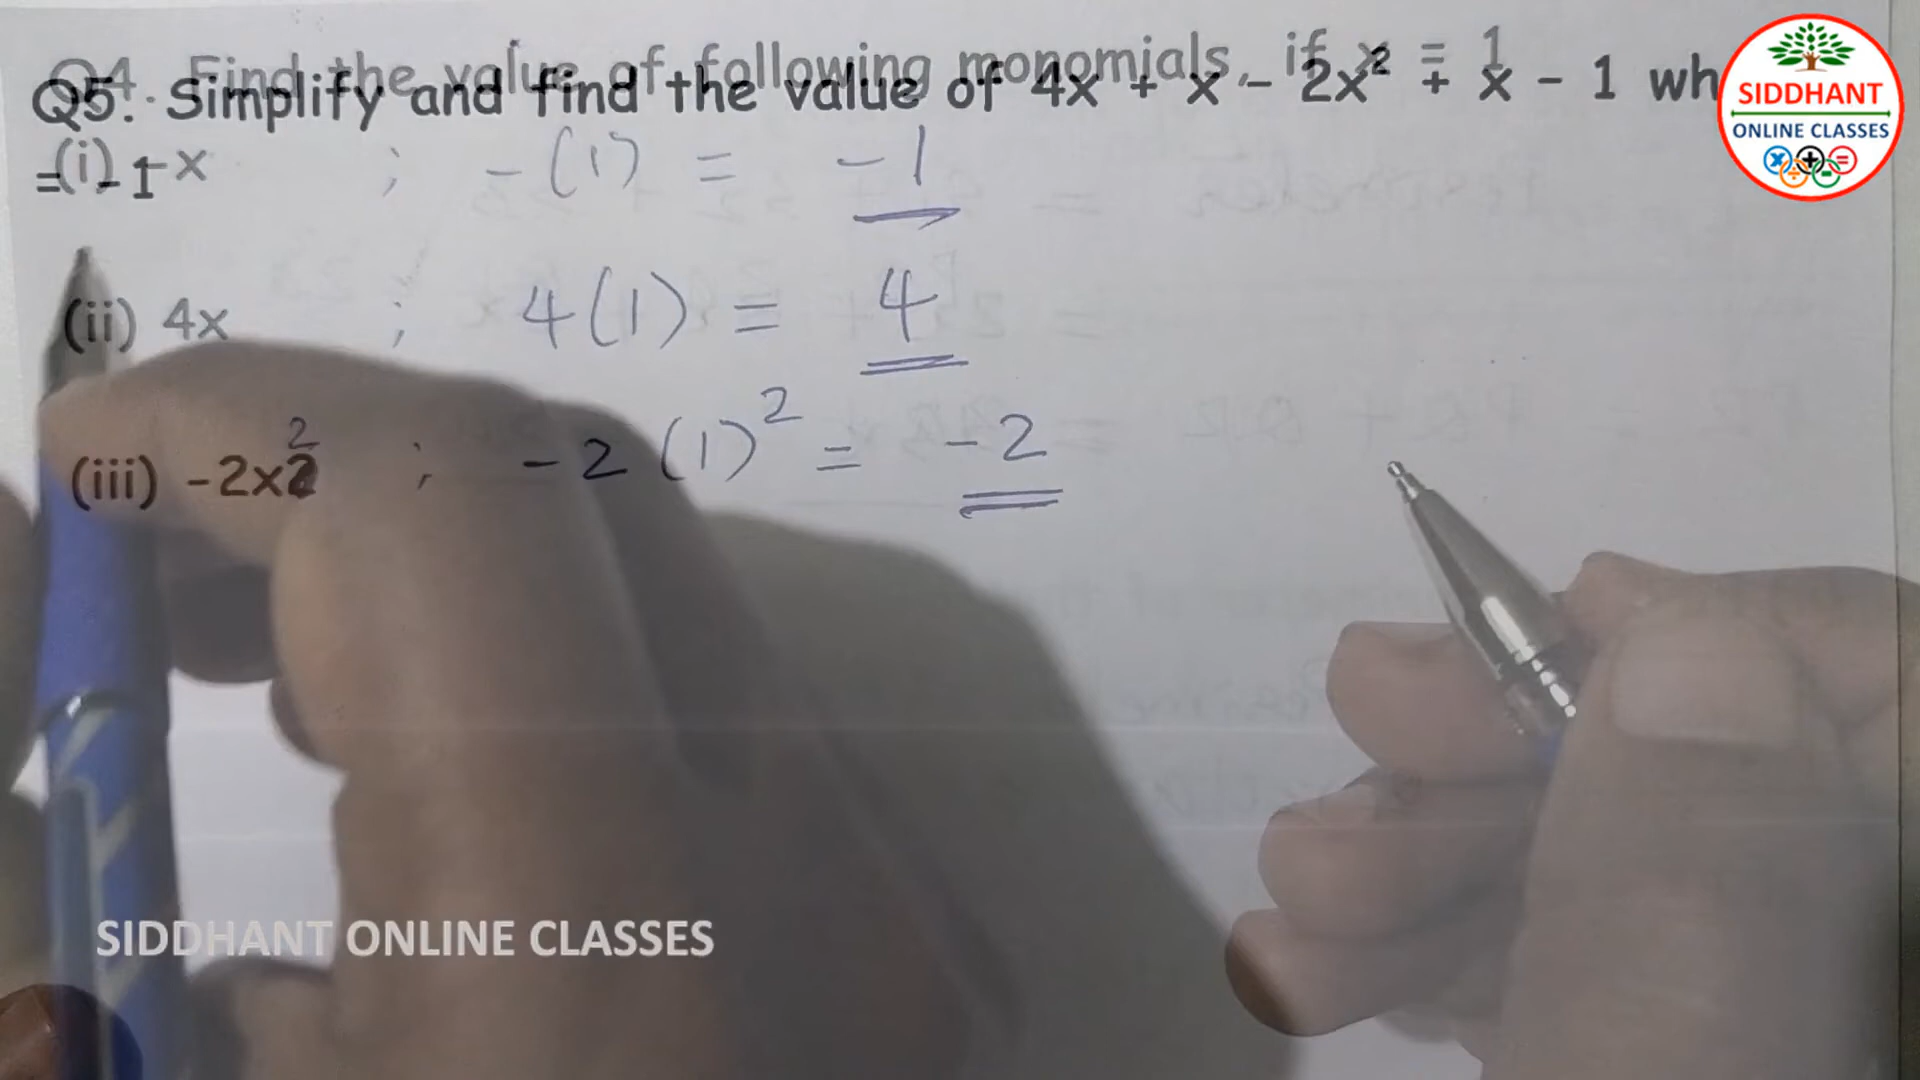 Q4. Find the value of following monomials, if x = 1
Q5. Simplify and find the value of 4x + x - 2x² + x - 1 wh
= -1
(i) -x ; -(1) = -1
(ii) 4x ; 4(1) = 4
(iii) -2x² ; -2(1)² = -2
SIDDHANT
ONLINE CLASSES
SIDDHANT ONLINE CLASSES